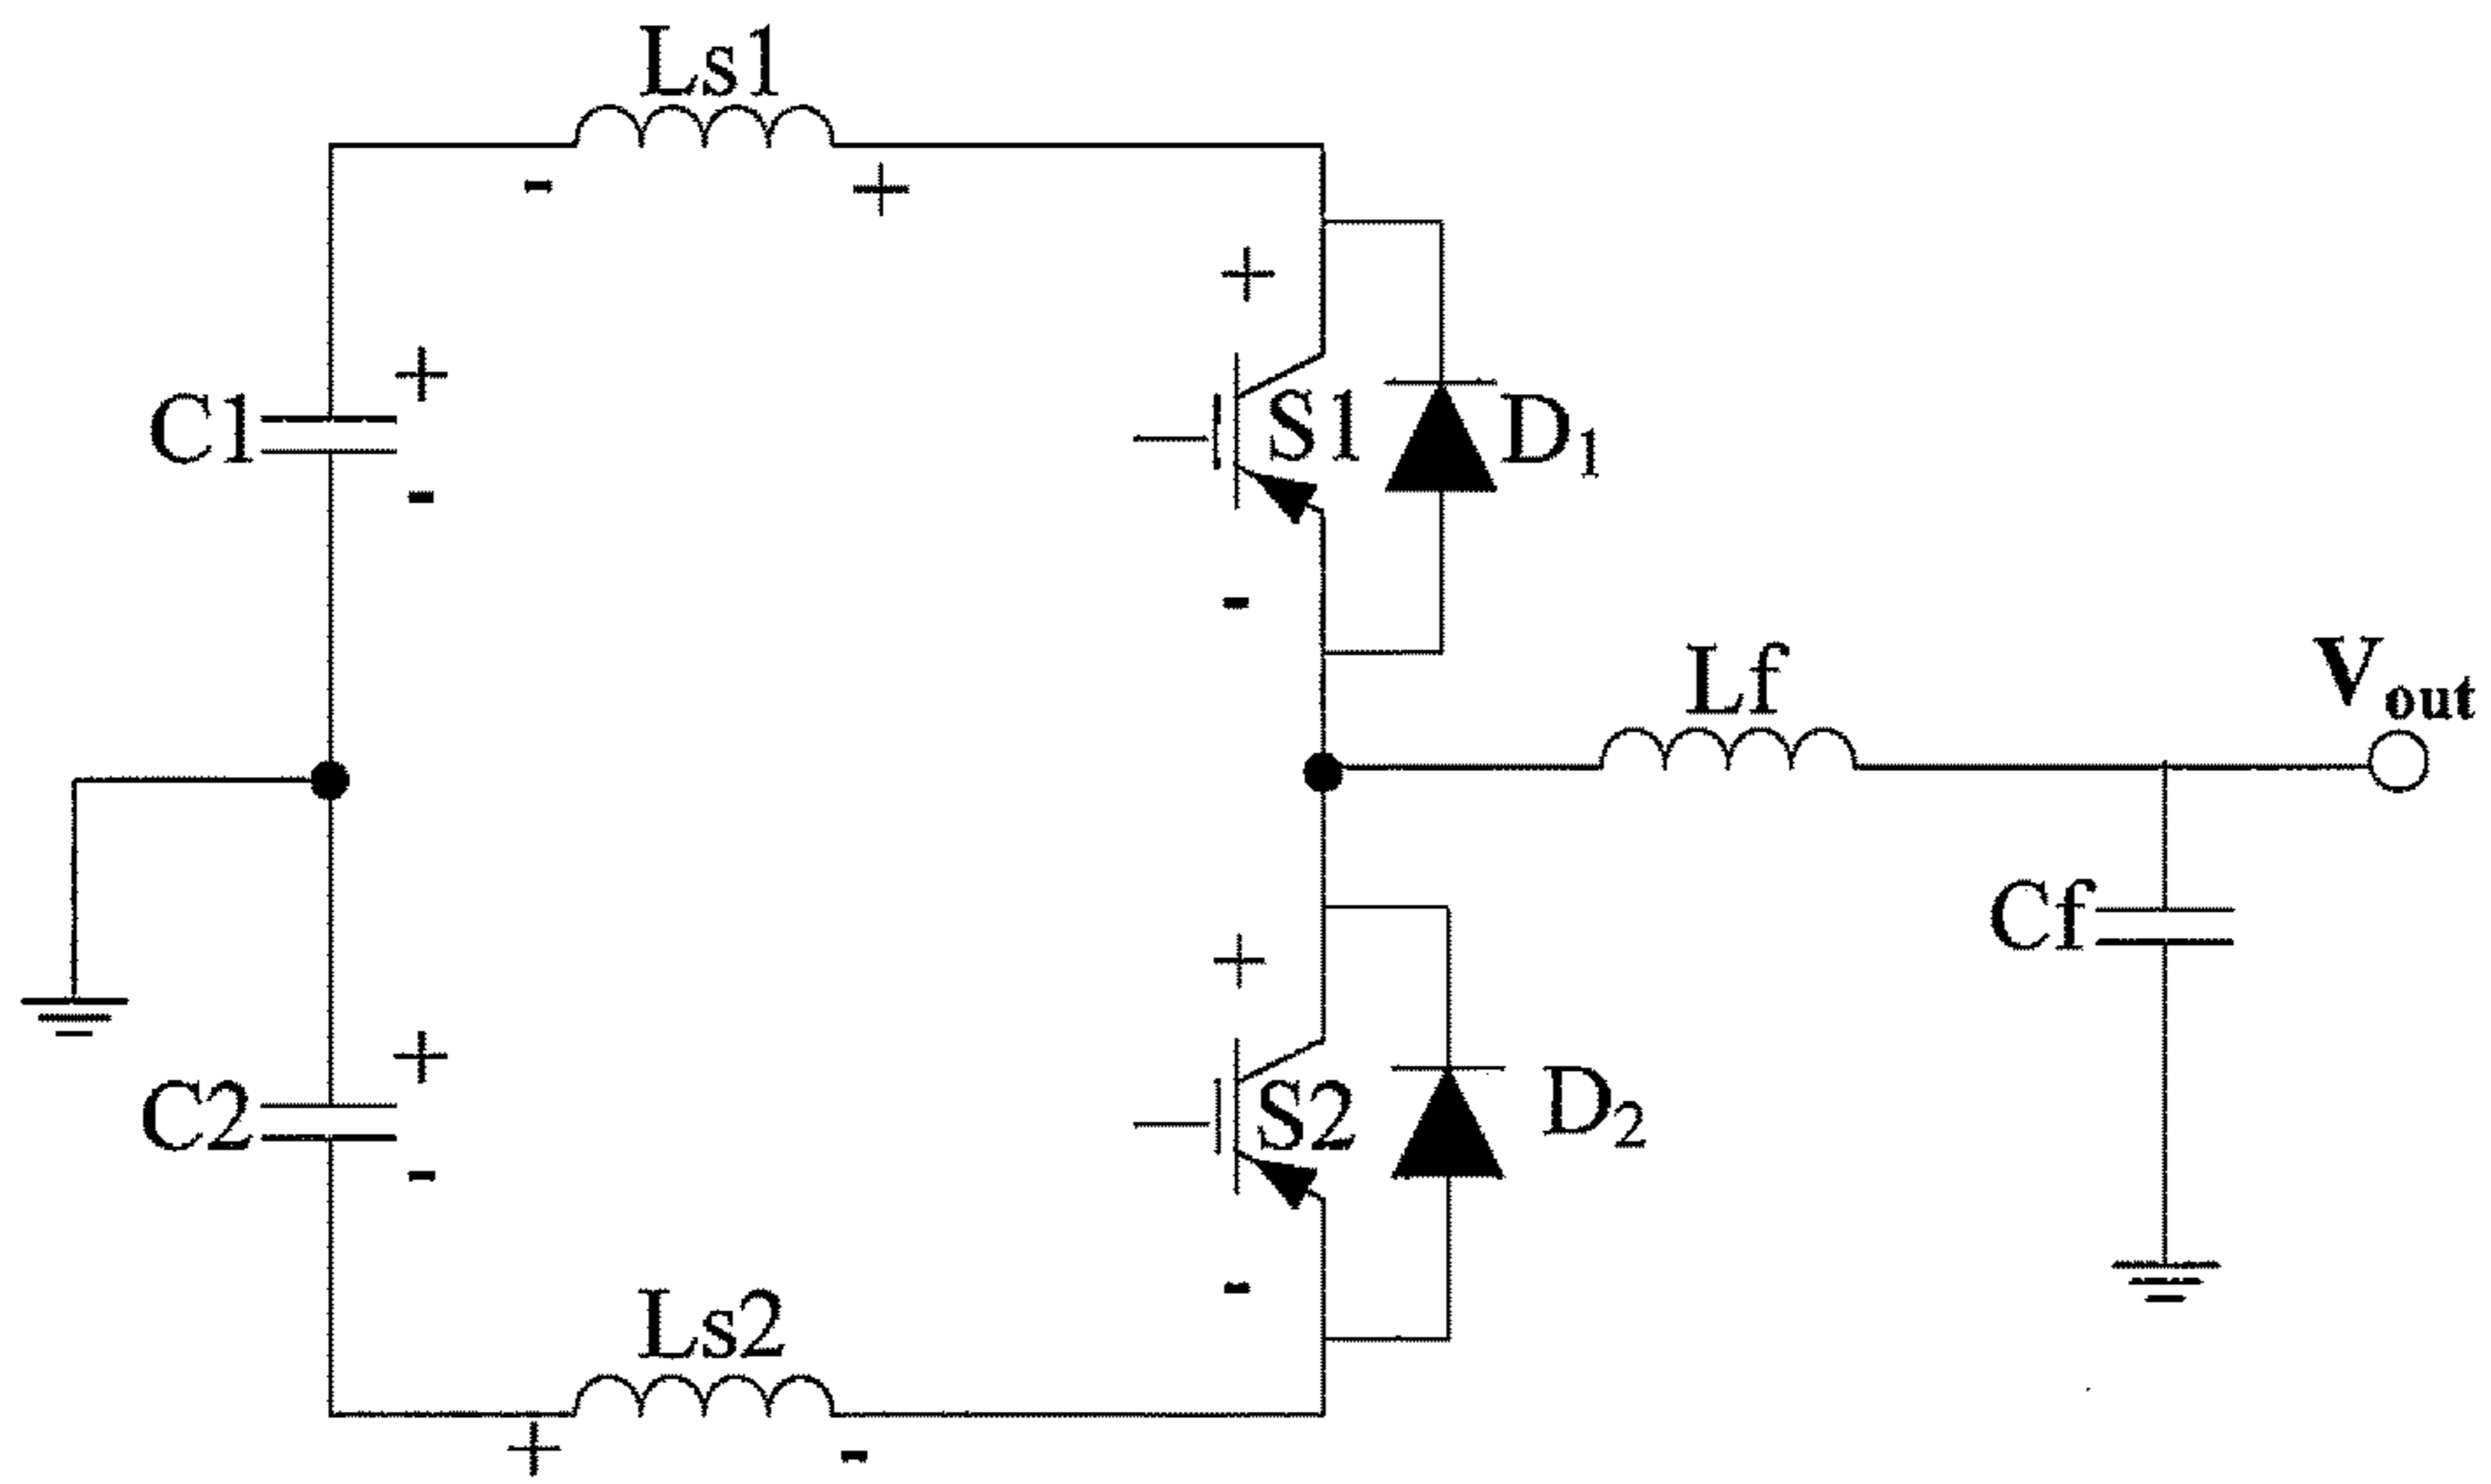 Ls1
+
-
+
+
C1
S1
D1
-
-
Lf
Vout
Cf
+
+
C2
S2
D2
-
-
Ls2
+
-